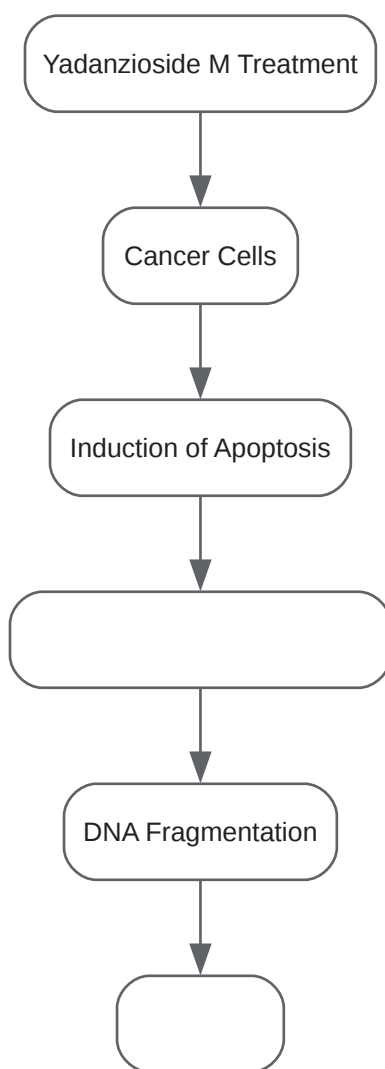 Yadanzioside M Treatment
Cancer Cells
Induction of Apoptosis
DNA Fragmentation